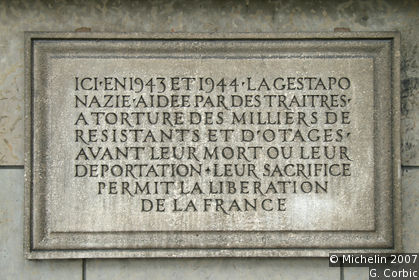 ICI·EN 1943 ET 1944·LA GESTAPO
NAZIE·AIDEE PAR DES TRAITRES·
A TORTURE DES MILLIERS DE
RESISTANTS ET D'OTAGES·
AVANT LEUR MORT OU LEUR
DEPORTATION·LEUR SACRIFICE
PERMIT LA LIBERATION
DE LA FRANCE
© Michelin 2007
G. Corbic